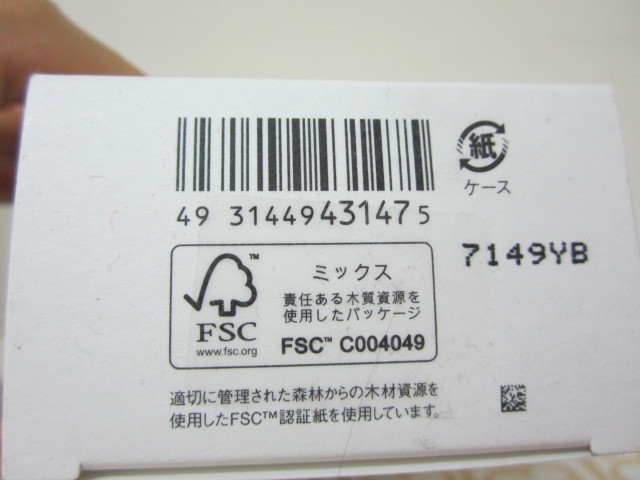 49 31449431475
紙
ケース
7149YB
FSC™
www.fsc.org
ミックス
責任ある木質資源を
使用したパッケージ
FSC™ C004049
適切に管理された森林からの木材資源を
使用したFSC™認証紙を使用しています。